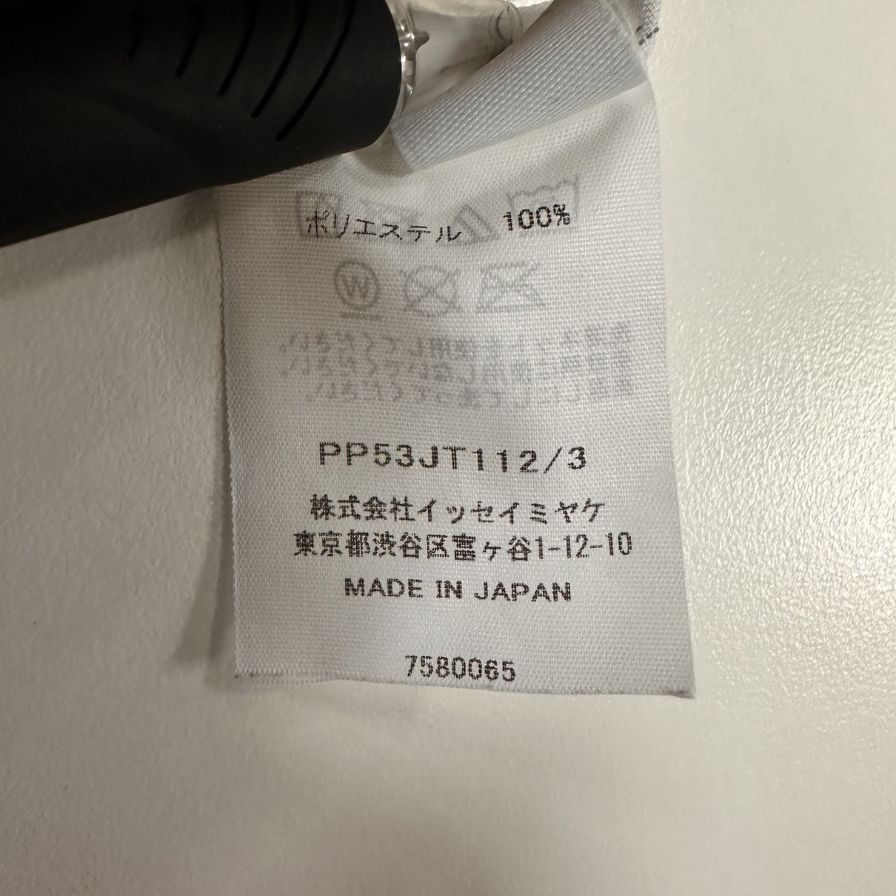 ポリエステル 100%
PP53JT112/3
株式会社イッセイミヤケ
東京都渋谷区富ヶ谷1-12-10
MADE IN JAPAN
7580065